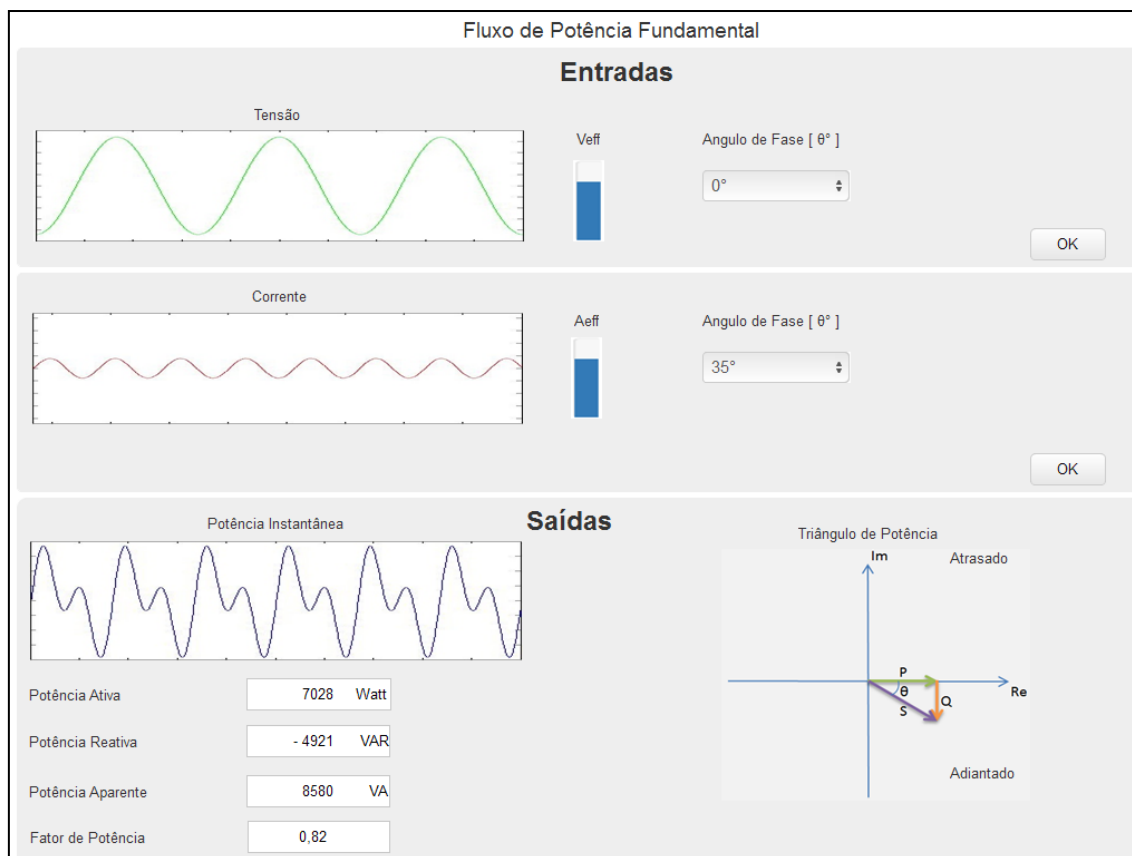 Fluxo de Potência Fundamental
Entradas
Tensão
Veff
Angulo de Fase [ θ° ]
0°
OK
Corrente
Aeff
Angulo de Fase [ θ° ]
35°
OK
Saídas
Potência Instantânea
Potência Ativa
7028 Watt
Potência Reativa
- 4921 VAR
Potência Aparente
8580 VA
Fator de Potência
0,82
Triângulo de Potência
Im
Atrasado
P
Re
θ
Q
S
Adiantado